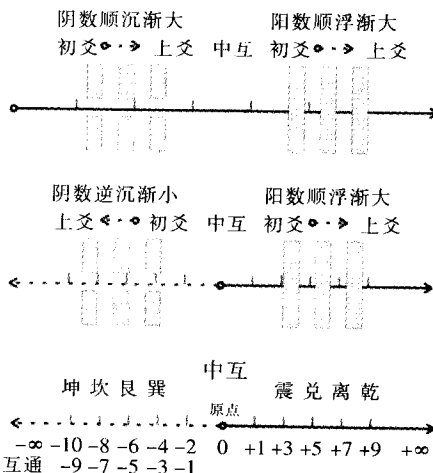 阴数顺沉渐大 阳数顺浮渐大
初爻 上爻 中互 初爻 上爻
阴数逆沉渐小 阳数顺浮渐大
上爻 初爻 中互 初爻 上爻
中互
坤坎艮巽 震兑离乾
原点
-∞ -10 -8 -6 -4 -2 0 +1 +3 +5 +7 +9 +∞
互通 -9 -7 -5 -3 -1